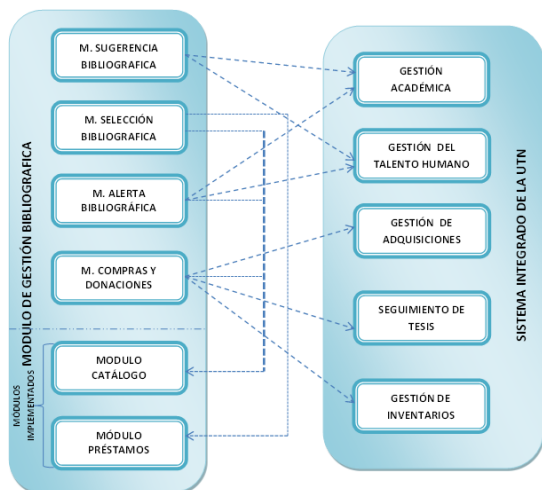 MODULO DE GESTIÓN BIBLIOGRAFICA
M. SUGERENCIA
BIBLIOGRAFICA
M. SELECCIÓN
BIBLIOGRAFICA
M. ALERTA
BIBLIOGRÁFICA
M. COMPRAS Y
DONACIONES
MÓDULOS
IMPLEMENTADOS
MODULO
CATÁLOGO
MÓDULO
PRÉSTAMOS
GESTIÓN
ACADÉMICA
GESTIÓN DEL
TALENTO HUMANO
GESTIÓN DE
ADQUISICIONES
SEGUIMIENTO DE
TESIS
GESTIÓN DE
INVENTARIOS
SISTEMA INTEGRADO DE LA UTN